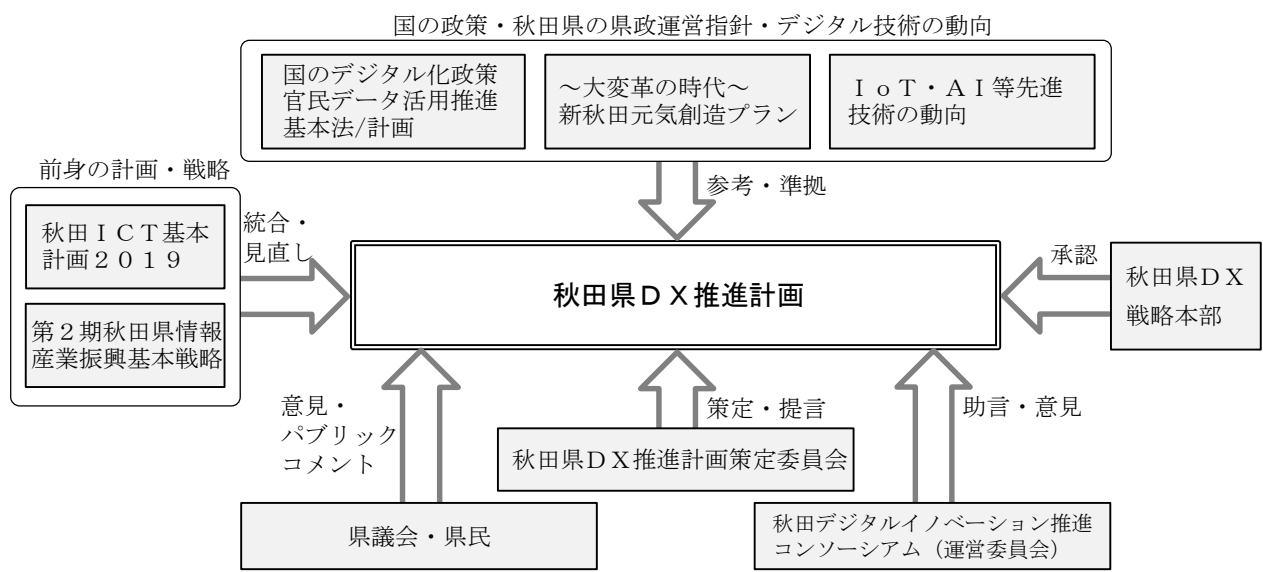 国の政策・秋田県の県政運営指針・デジタル技術の動向
国のデジタル化政策
官民データ活用推進
基本法/計画
～大変革の時代～
新秋田元気創造プラン
ＩｏＴ・ＡＩ等先進
技術の動向
前身の計画・戦略
秋田ＩＣＴ基本
計画２０１９
第２期秋田県情報
産業振興基本戦略
統合・
見直し
参考・準拠
秋田県ＤＸ推進計画
承認
秋田県ＤＸ
戦略本部
意見・
パブリック
コメント
策定・提言
助言・意見
秋田県ＤＸ推進計画策定委員会
県議会・県民
秋田デジタルイノベーション推進
コンソーシアム（運営委員会）